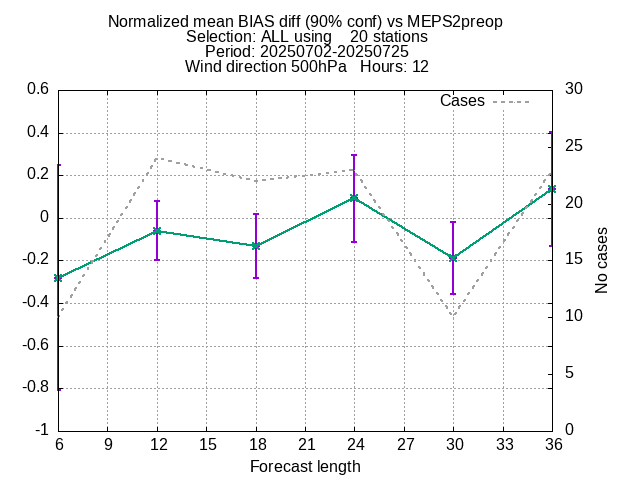 Normalized mean BIAS diff (90% conf) vs MEPS2preop
Selection: ALL using    20 stations
Period: 20250702-20250725
Wind direction 500hPa   Hours: 12
Cases
0.6
0.4
0.2
0
-0.2
-0.4
-0.6
-0.8
-1
30
25
20
15
10
5
0
No cases
6 9 12 15 18 21 24 27 30 33 36
Forecast length